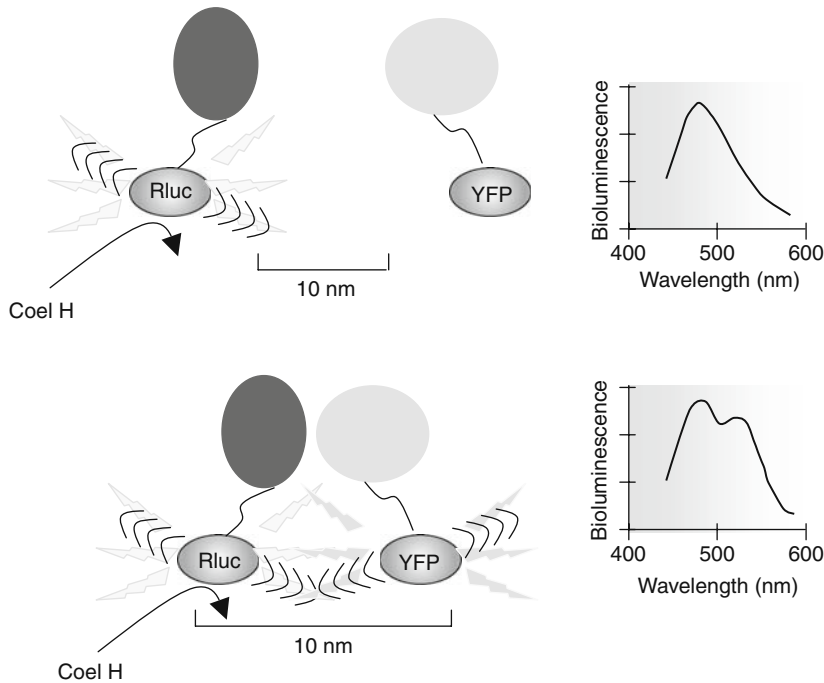 Rluc
YFP
10 nm
Coel H
Bioluminescence
400 500 600
Wavelength (nm)
Rluc
YFP
10 nm
Coel H
Bioluminescence
400 500 600
Wavelength (nm)